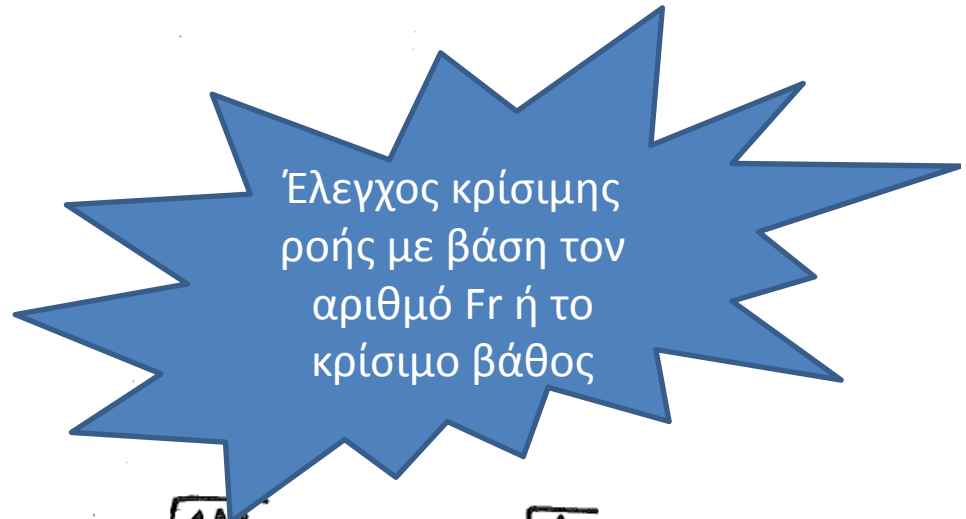 Έλεγχος κρίσιμης
ροής με βάση τον
αριθμό Fr ή το
κρίσιμο βάθος